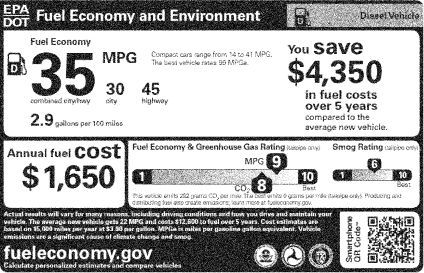 EPA
DOT
Fuel Economy and Environment
Diesel Vehicle
Fuel Economy
35
MPG
combined city/hwy
30
city
45
highway
2.9 gallons per 100 miles
Compact cars range from 14 to 41 MPG.
The best vehicle rates 99 MPGe.
You save
$4,350
in fuel costs
over 5 years
compared to the
average new vehicle.
Annual fuel cost
$1,650
Fuel Economy & Greenhouse Gas Rating (tailpipe only)
MPG 9
1
10
Best
CO2 8
Smog Rating (tailpipe only)
6
1
10
Best
This vehicle emits grams CO2 per mile. The best emits 0 grams per mile (tailpipe only). Producing and
distributing fuel also create emissions; learn more at fueleconomy.gov.
Actual results will vary for many reasons, including driving conditions and how you drive and maintain your
vehicle. The average new vehicle gets 22 MPG and costs $12,600 to fuel over 5 years. Cost estimates are
based on 15,000 miles per year at per gallon. MPGe is miles per gasoline gallon equivalent. Vehicle
emissions are a significant cause of climate change and smog.
fueleconomy.gov
Calculate personalized estimates and compare vehicles
Smartphone
QR Code™